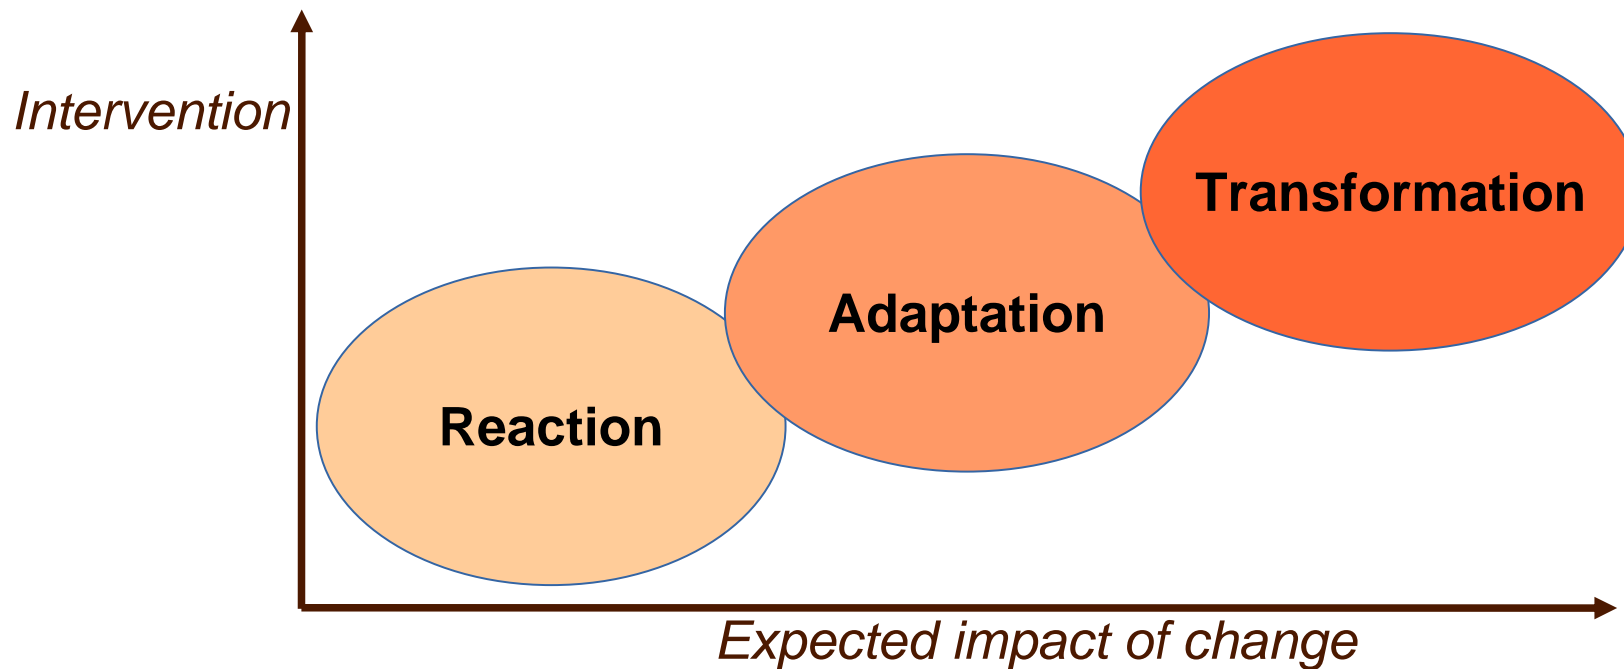 Intervention
Transformation
Adaptation
Reaction
Expected impact of change